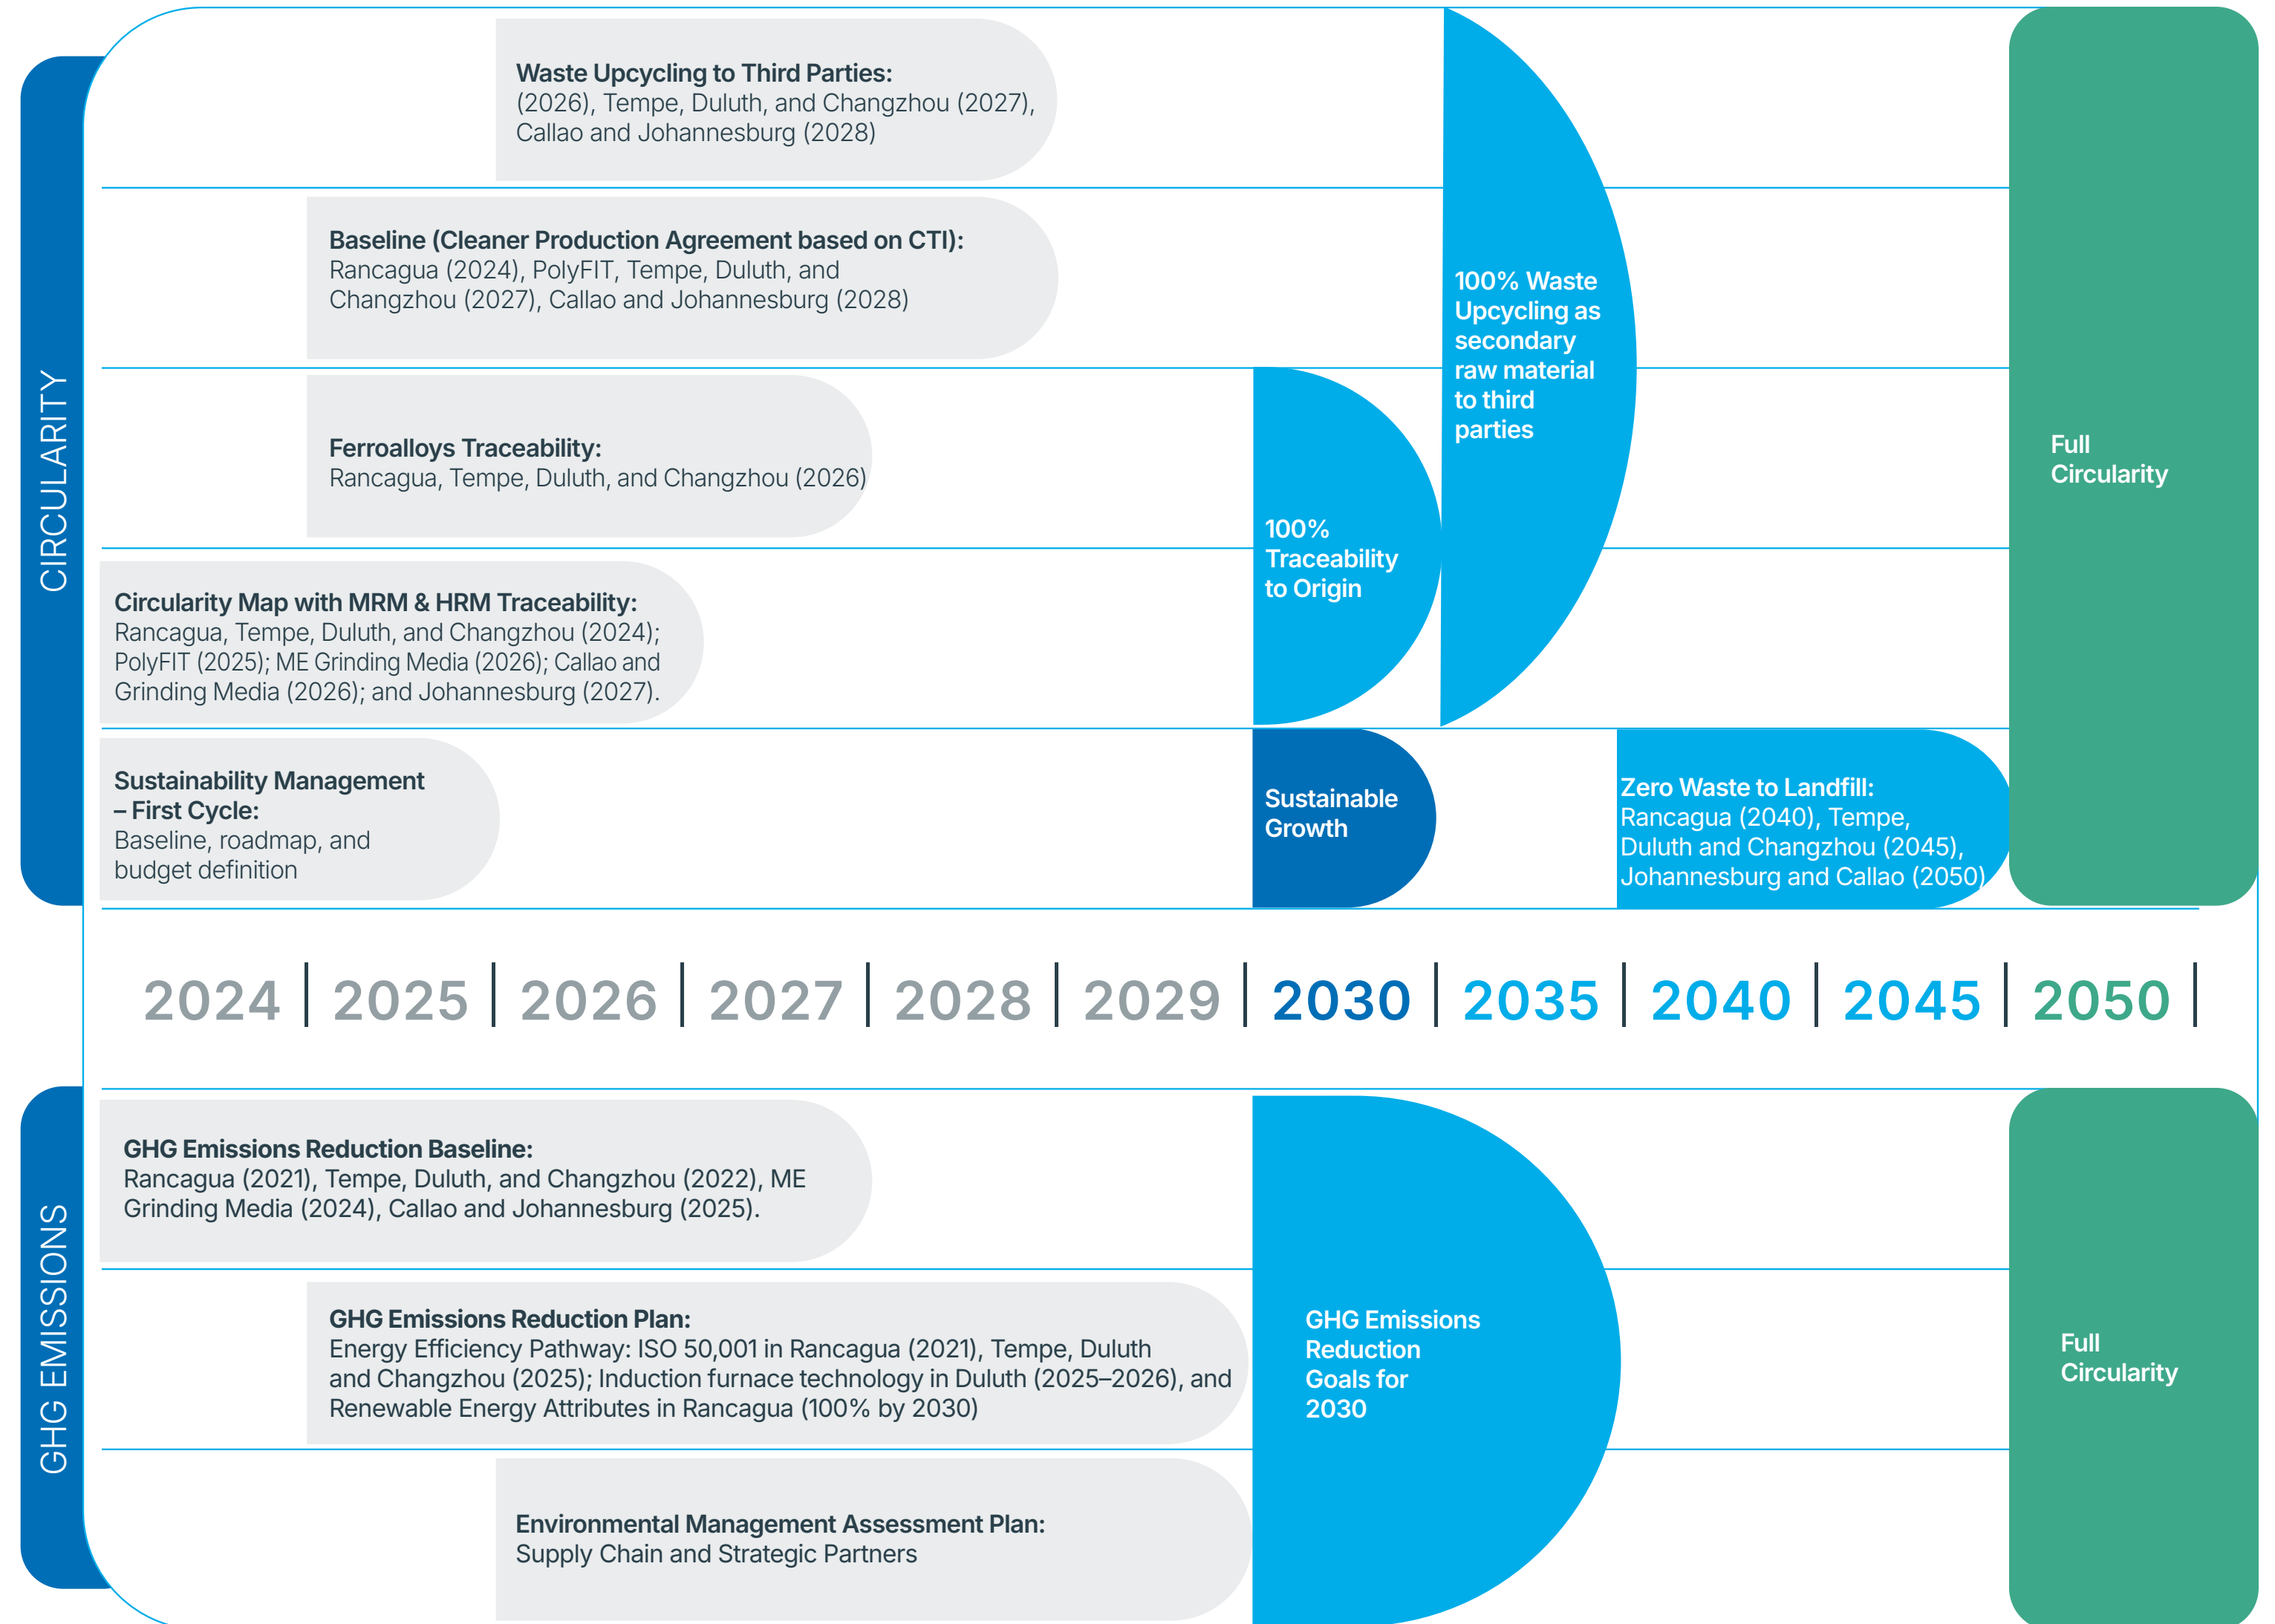 CIRCULARITY
Waste Upcycling to Third Parties:
(2026), Tempe, Duluth, and Changzhou (2027),
Callao and Johannesburg (2028)
Baseline (Cleaner Production Agreement based on CTI):
Rancagua (2024), PolyFIT, Tempe, Duluth, and
Changzhou (2027), Callao and Johannesburg (2028)
Ferroalloys Traceability:
Rancagua, Tempe, Duluth, and Changzhou (2026)
Circularity Map with MRM & HRM Traceability:
Rancagua, Tempe, Duluth, and Changzhou (2024);
PolyFIT (2025); ME Grinding Media (2026); Callao and
Grinding Media (2026); and Johannesburg (2027).
Sustainability Management
– First Cycle:
Baseline, roadmap, and
budget definition
100%
Traceability
to Origin
100% Waste
Upcycling as
secondary
raw material
to third
parties
Sustainable
Growth
Zero Waste to Landfill:
Rancagua (2040), Tempe,
Duluth and Changzhou (2045),
Johannesburg and Callao (2050)
Full
Circularity
2024
2025
2026
2027
2028
2029
2030
2035
2040
2045
2050
GHG EMISSIONS
GHG Emissions Reduction Baseline:
Rancagua (2021), Tempe, Duluth, and Changzhou (2022), ME
Grinding Media (2024), Callao and Johannesburg (2025).
GHG Emissions Reduction Plan:
Energy Efficiency Pathway: ISO 50,001 in Rancagua (2021), Tempe, Duluth
and Changzhou (2025); Induction furnace technology in Duluth (2025–2026), and
Renewable Energy Attributes in Rancagua (100% by 2030)
Environmental Management Assessment Plan:
Supply Chain and Strategic Partners
GHG Emissions
Reduction
Goals for
2030
Full
Circularity